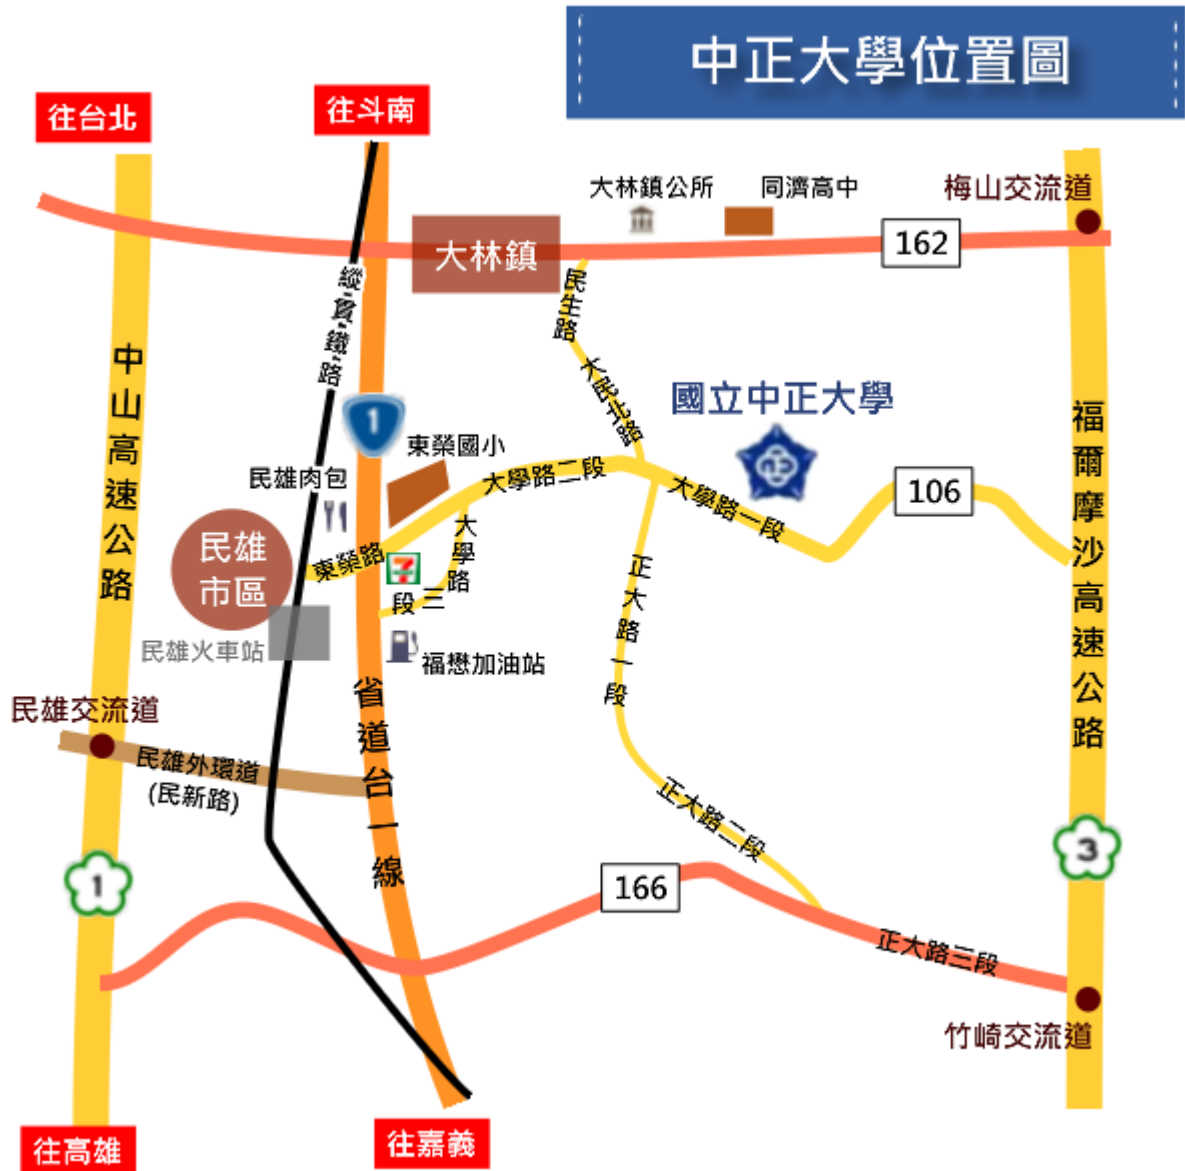 中正大學位置圖
往台北
往斗南
大林鎮公所
同濟高中
梅山交流道
162
大林鎮
縱貫鐵路
民生路
中山高速公路
大民北路
國立中正大學
福爾摩沙高速公路
1
東榮國小
民雄肉包
大學路二段
大學路一段
106
民雄
市區
東榮路
7
大學路三段
正大路一段
民雄火車站
福懋加油站
省道台一線
民雄交流道
民雄外環道
(民新路)
正大路二段
3
1
166
正大路三段
竹崎交流道
往高雄
往嘉義